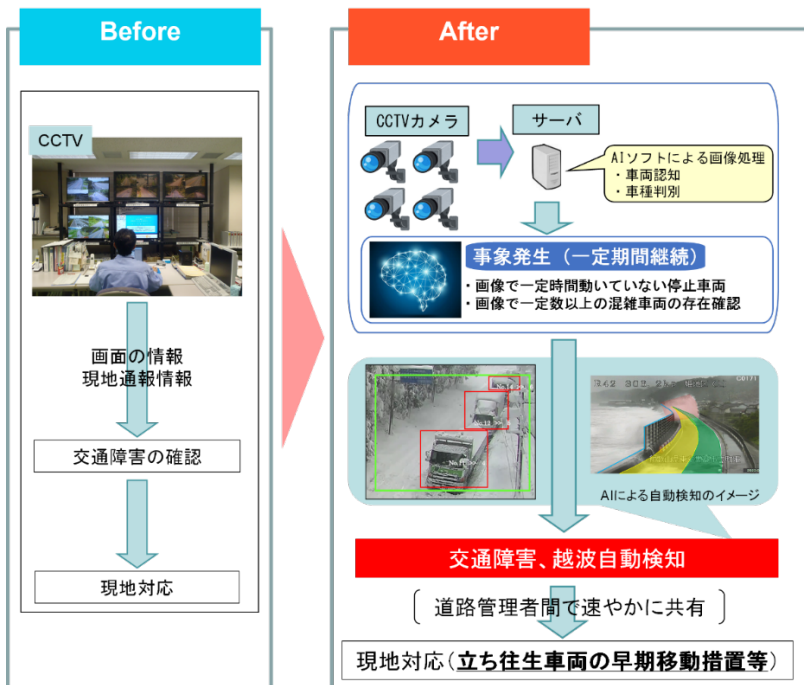 Before
CCTV
画面の情報
現地通報情報
交通障害の確認
現地対応
After
CCTVカメラ
サーバ
AIソフトによる画像処理
・車両認知
・車種判別
事象発生（一定期間継続）
・画像で一定時間動いていない停止車両
・画像で一定数以上の混雑車両の存在確認
AIによる自動検知のイメージ
交通障害、越波自動検知
道路管理者間で速やかに共有
現地対応（立ち往生車両の早期移動措置等）